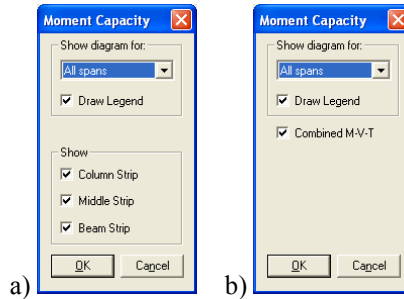 Moment Capacity
Show diagram for:
All spans
Draw Legend
Show
Column Strip
Middle Strip
Beam Strip
OK Cancel
a)
Moment Capacity
Show diagram for:
All spans
Draw Legend
Combined M-V-T
OK Cancel
b)